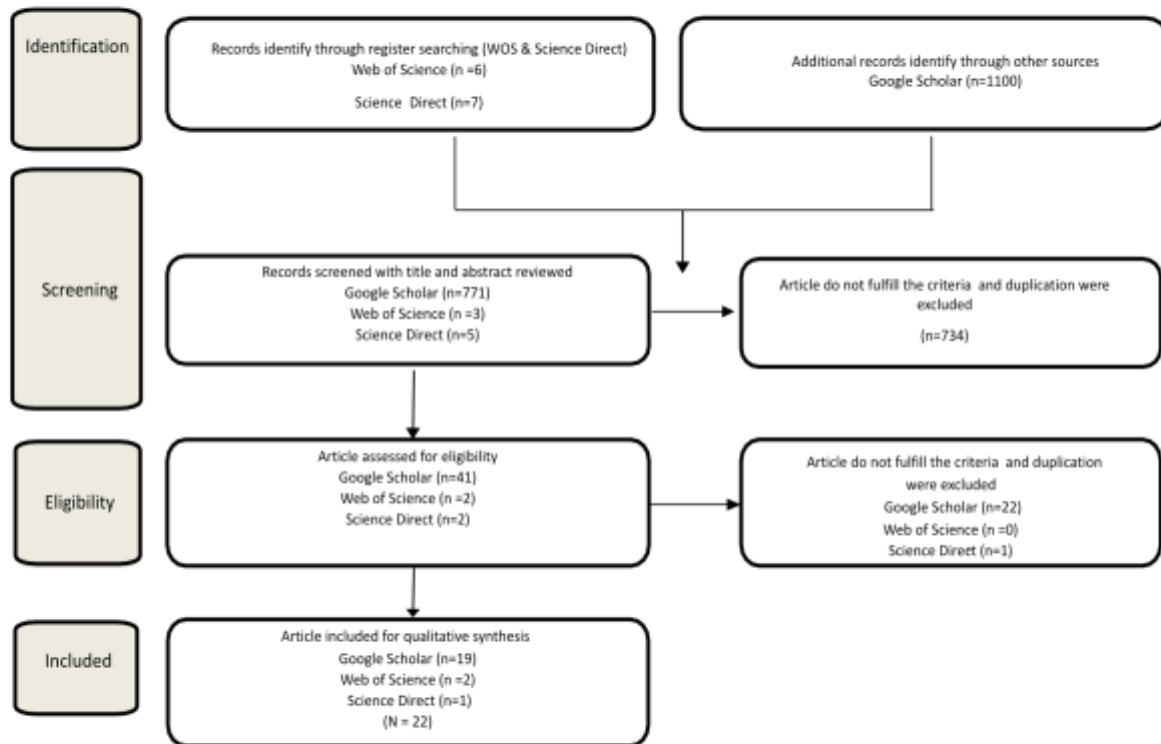 Identification
Records identify through register searching (WOS & Science Direct)
Web of Science (n =6)
Science Direct (n=7)
Additional records identify through other sources
Google Scholar (n=1100)
Screening
Records screened with title and abstract reviewed
Google Scholar (n=771)
Web of Science (n =3)
Science Direct (n=5)
Article do not fulfill the criteria and duplication were
excluded
(n=734)
Eligibility
Article assessed for eligibility
Google Scholar (n=41)
Web of Science (n =2)
Science Direct (n=2)
Article do not fulfill the criteria and duplication
were excluded
Google Scholar (n=22)
Web of Science (n =0)
Science Direct (n=1)
Included
Article included for qualitative synthesis
Google Scholar (n=19)
Web of Science (n =2)
Science Direct (n=1)
(N = 22)